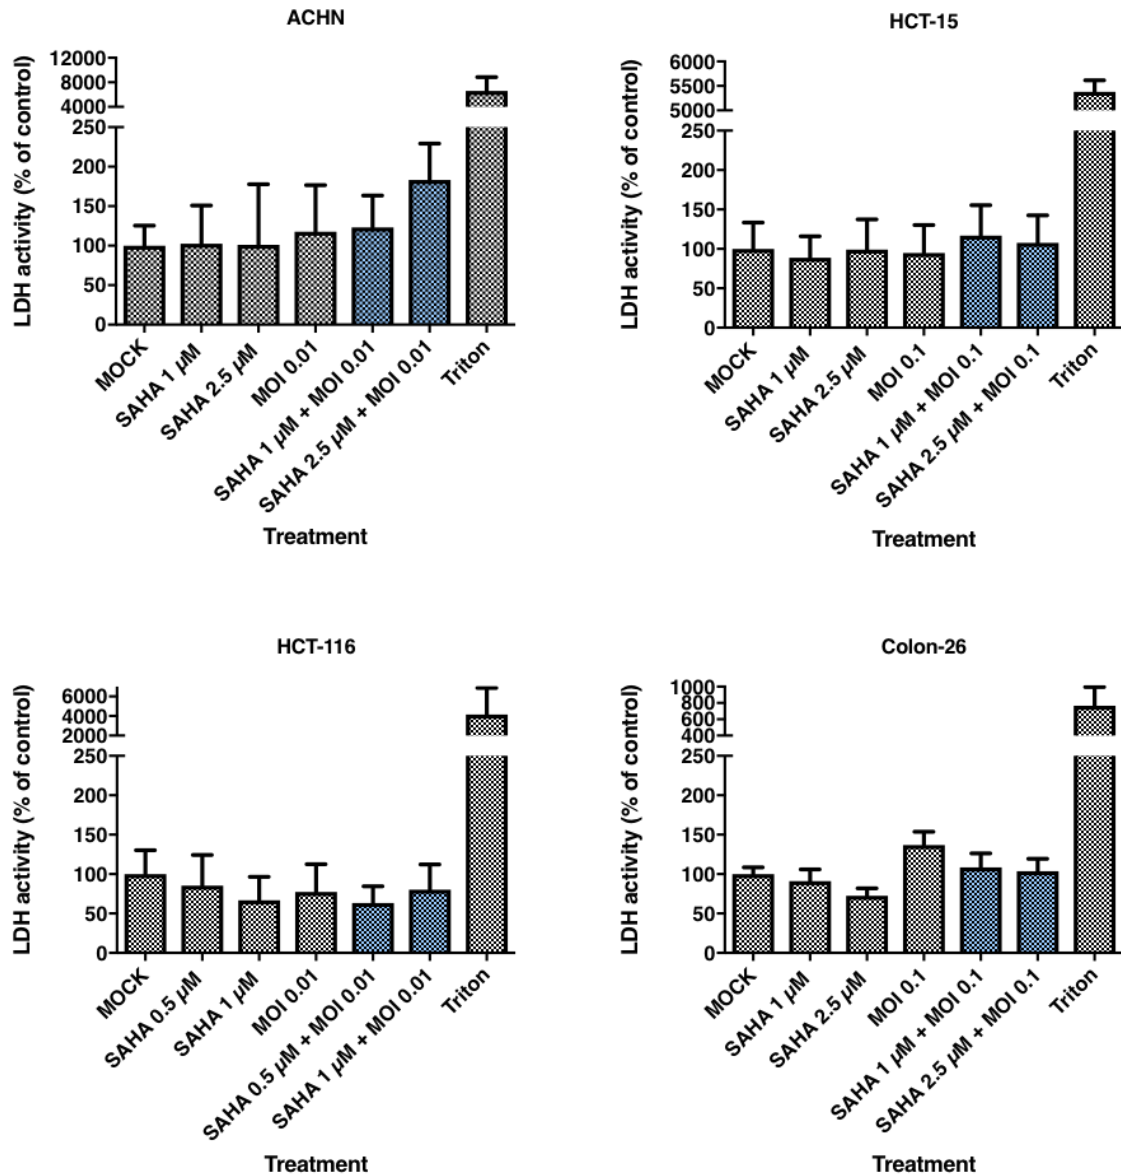 ACHN
LDH activity (% of control)
12000
8000
4000
250
200
150
100
50
0
MOCK
SAHA 1 µM
SAHA 2.5 µM
MOI 0.01
SAHA 1 µM + MOI 0.01
SAHA 2.5 µM + MOI 0.01
Triton
Treatment
HCT-15
LDH activity (% of control)
6000
5500
5000
250
200
150
100
50
0
MOCK
SAHA 1 µM
SAHA 2.5 µM
MOI 0.1
SAHA 1 µM + MOI 0.1
SAHA 2.5 µM + MOI 0.1
Triton
Treatment
HCT-116
LDH activity (% of control)
6000
4000
2000
250
200
150
100
50
0
MOCK
SAHA 0.5 µM
SAHA 1 µM
MOI 0.01
SAHA 0.5 µM + MOI 0.01
SAHA 1 µM + MOI 0.01
Triton
Treatment
Colon-26
LDH activity (% of control)
1000
800
600
400
250
200
150
100
50
0
MOCK
SAHA 1 µM
SAHA 2.5 µM
MOI 0.1
SAHA 1 µM + MOI 0.1
SAHA 2.5 µM + MOI 0.1
Triton
Treatment